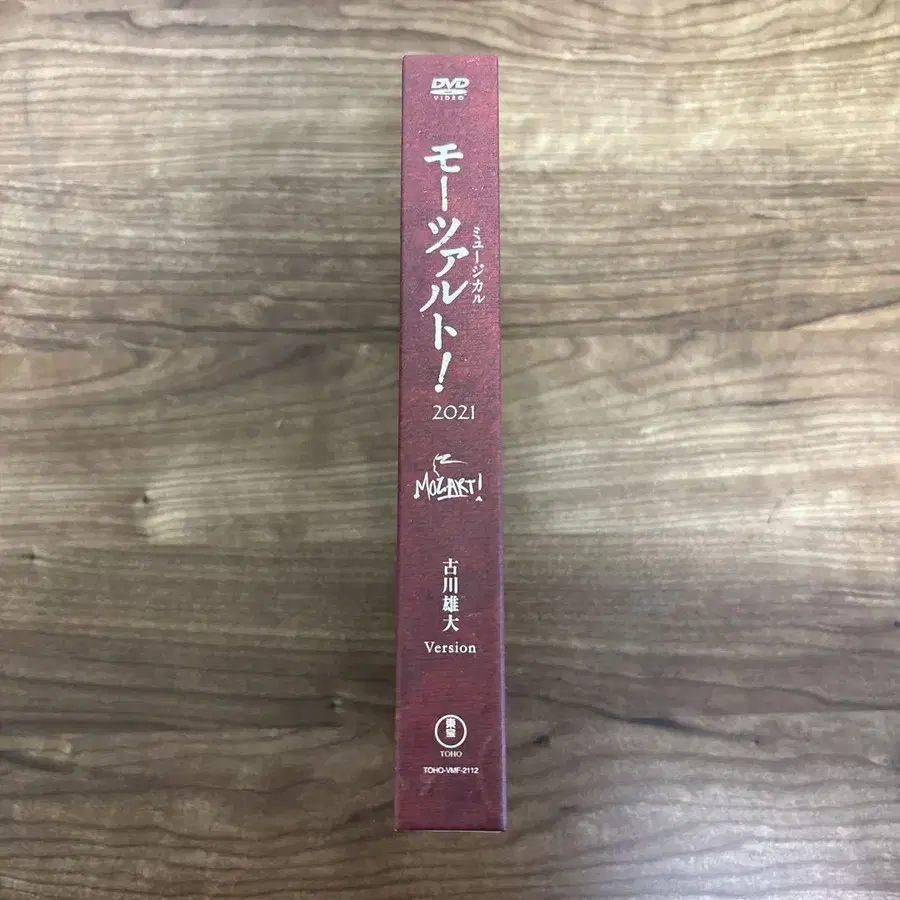 DVD
VIDEO
ミュージカル
モーツァルト!
2021
MOZART!
古川雄大
Version
東宝
TOHO
TOHO-VMF-2112